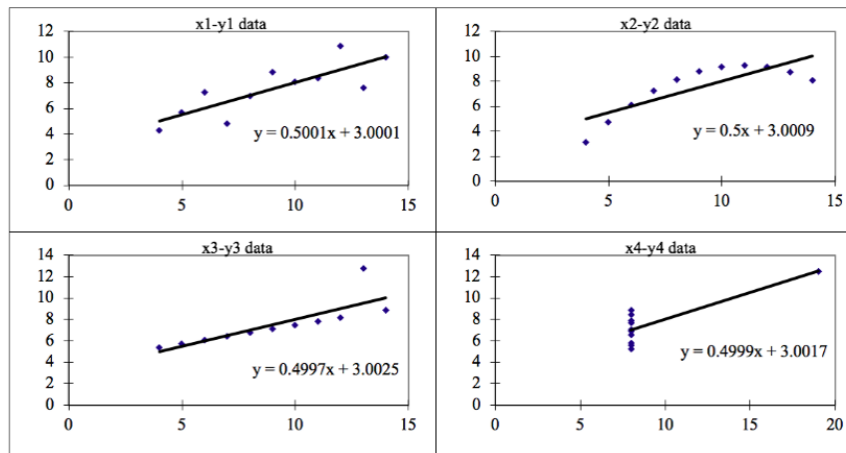 x1-y1 data
12
10
8
6
4
2
0
0 5 10 15
y = 0.5001x + 3.0001
x2-y2 data
12
10
8
6
4
2
0
0 5 10 15
y = 0.5x + 3.0009
x3-y3 data
14
12
10
8
6
4
2
0
0 5 10 15
y = 0.4997x + 3.0025
x4-y4 data
14
12
10
8
6
4
2
0
0 5 10 15 20
y = 0.4999x + 3.0017